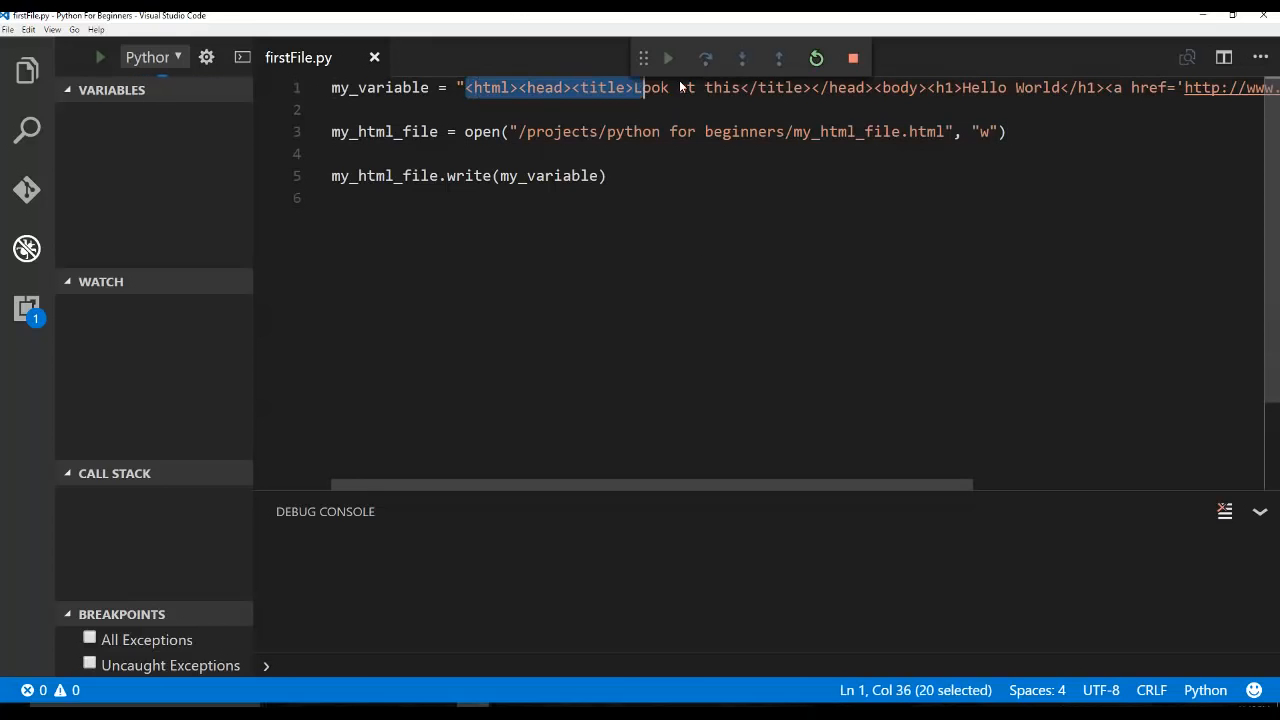 firstFile.py - Python For Beginners - Visual Studio Code
File Edit View Go Help
Python
firstFile.py
VARIABLES
1 my_variable = "<html><head><title>Look at this</title></head><body><h1>Hello World</h1><a href='http://www.
2
3 my_html_file = open("/projects/python for beginners/my_html_file.html", "w")
4
5 my_html_file.write(my_variable)
6
WATCH
1
CALL STACK
DEBUG CONSOLE
BREAKPOINTS
All Exceptions
Uncaught Exceptions
0 0 Ln 1, Col 36 (20 selected) Spaces: 4 UTF-8 CRLF Python